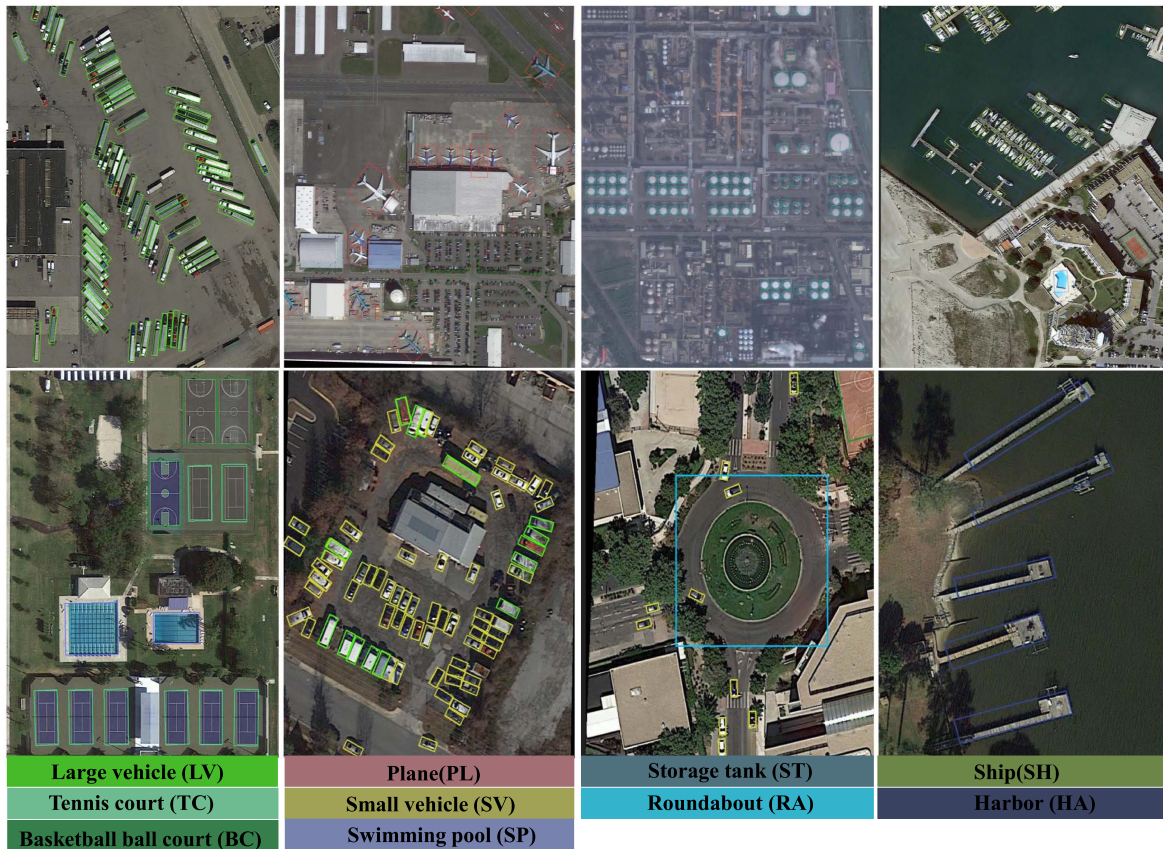 Large vehicle (LV)
Plane(PL)
Storage tank (ST)
Ship(SH)
Tennis court (TC)
Small vehicle (SV)
Roundabout (RA)
Harbor (HA)
Basketball ball court (BC)
Swimming pool (SP)